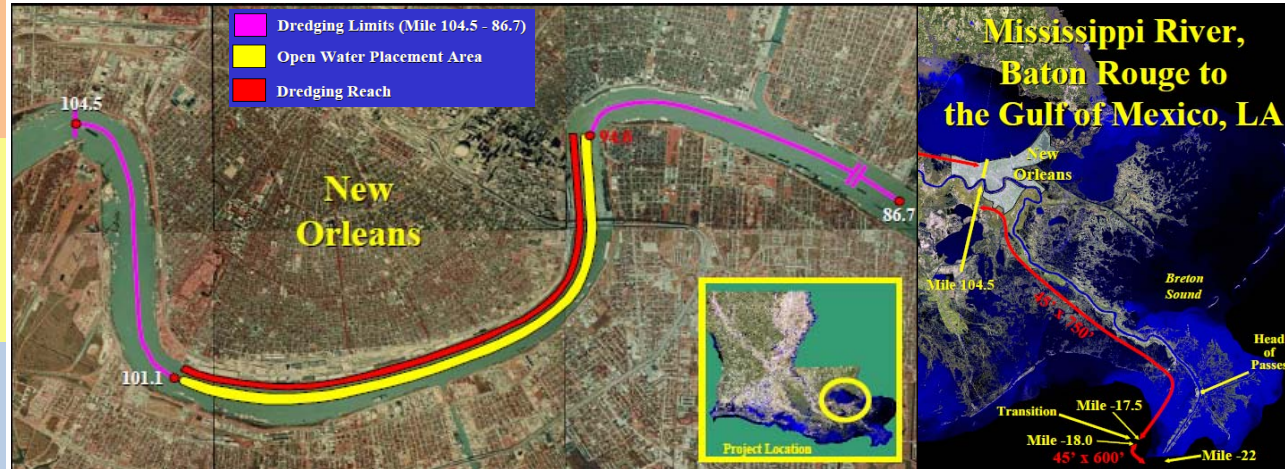 Dredging Limits (Mile 104.5 - 86.7)
Open Water Placement Area
Dredging Reach
104.5
94.6
86.7
101.1
New
Orleans
Project Location
Mississippi River,
Baton Rouge to
the Gulf of Mexico, LA
New
Orleans
Mile 104.5
45' x 750'
Breton
Sound
Head
of
Passes
Transition
Mile -17.5
Mile -18.0
45' x 600'
Mile -22